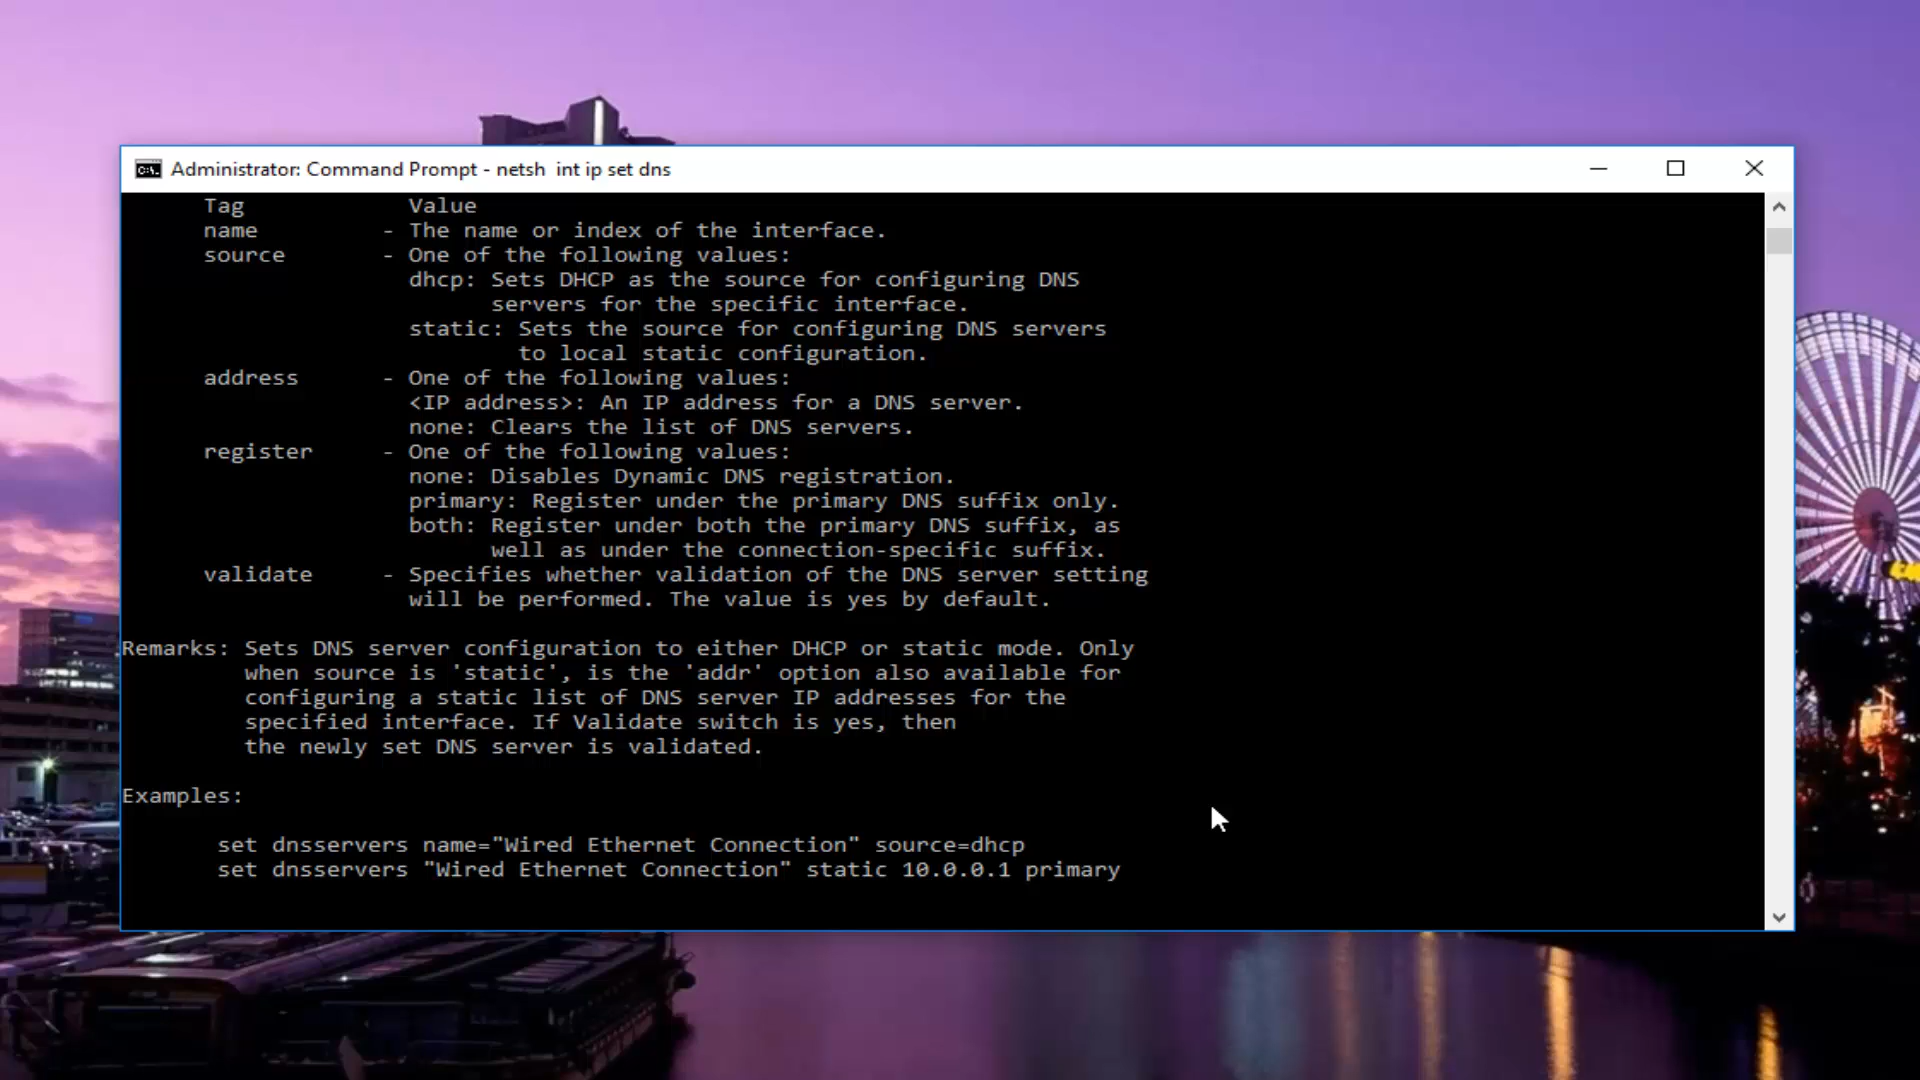 Administrator: Command Prompt - netsh  int ip set dns
Tag            Value
name         - The name or index of the interface.
source       - One of the following values:
dhcp: Sets DHCP as the source for configuring DNS
servers for the specific interface.
static: Sets the source for configuring DNS servers
to local static configuration.
address      - One of the following values:
<IP address>: An IP address for a DNS server.
none: Clears the list of DNS servers.
register     - One of the following values:
none: Disables Dynamic DNS registration.
primary: Register under the primary DNS suffix only.
both: Register under both the primary DNS suffix, as
well as under the connection-specific suffix.
validate     - Specifies whether validation of the DNS server setting
will be performed. The value is yes by default.
Remarks: Sets DNS server configuration to either DHCP or static mode. Only
when source is 'static', is the 'addr' option also available for
configuring a static list of DNS server IP addresses for the
specified interface. If Validate switch is yes, then
the newly set DNS server is validated.
Examples:
set dnsservers name="Wired Ethernet Connection" source=dhcp
set dnsservers "Wired Ethernet Connection" static 10.0.0.1 primary